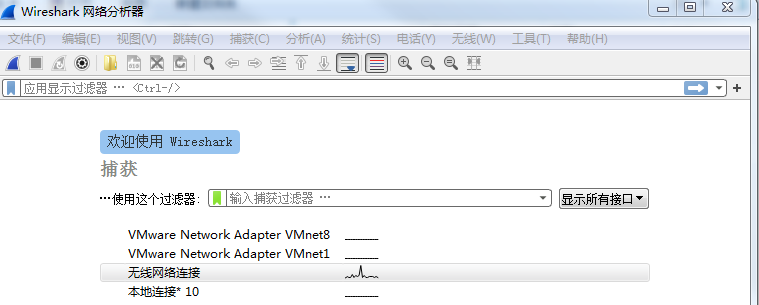 Wireshark 网络分析器
文件(F) 编辑(E) 视图(V) 跳转(G) 捕获(C) 分析(A) 统计(S) 电话(Y) 无线(W) 工具(T) 帮助(H)
应用显示过滤器 … <Ctrl-/>
欢迎使用 Wireshark
捕获
…使用这个过滤器: 输入捕获过滤器 … 显示所有接口
VMware Network Adapter VMnet8
VMware Network Adapter VMnet1
无线网络连接
本地连接* 10